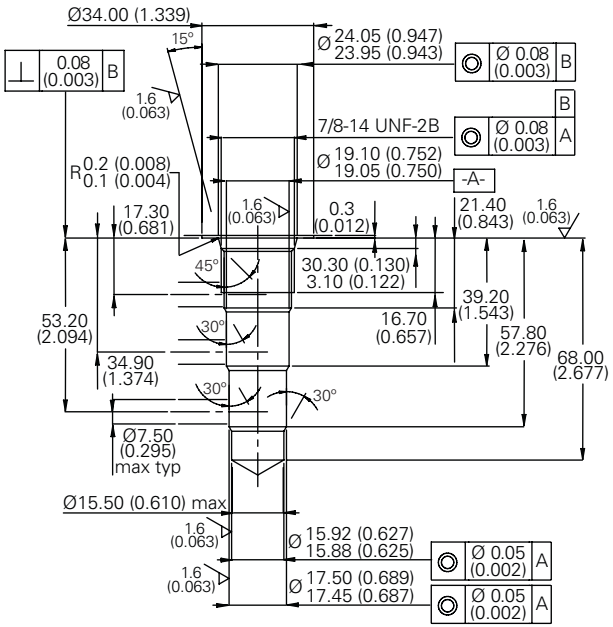 Ø34.00 (1.339)
15°
Ø 24.05 (0.947)
23.95 (0.943)
⊥ 0.08 (0.003) B
◎ Ø 0.08 (0.003) B
1.6
(0.063)
7/8-14 UNF-2B
B
◎ Ø 0.08 (0.003) A
Ø 19.10 (0.752)
19.05 (0.750)
-A-
R 0.2 (0.008)
0.1 (0.004)
1.6
(0.063)
17.30
(0.681)
0.3
(0.012)
21.40
(0.843)
1.6
(0.063)
45°
30.30 (0.130)
3.10 (0.122)
39.20
(1.543)
53.20
(2.094)
30°
16.70
(0.657)
57.80
(2.276)
68.00
(2.677)
34.90
(1.374)
30°
30°
Ø7.50
(0.295)
max typ
Ø15.50 (0.610) max
1.6
(0.063)
Ø 15.92 (0.627)
15.88 (0.625)
◎ Ø 0.05 (0.002) A
1.6
(0.063)
Ø 17.50 (0.689)
17.45 (0.687)
◎ Ø 0.05 (0.002) A